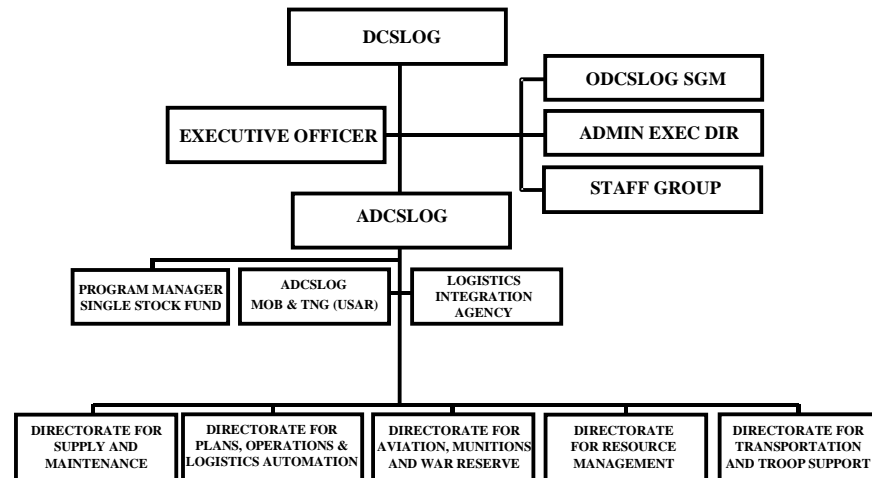 DCSLOG
ODCSLOG SGM
EXECUTIVE OFFICER
ADMIN EXEC DIR
STAFF GROUP
ADCSLOG
PROGRAM MANAGER
SINGLE STOCK FUND
ADCSLOG
MOB & TNG (USAR)
LOGISTICS
INTEGRATION
AGENCY
DIRECTORATE FOR
SUPPLY AND
MAINTENANCE
DIRECTORATE FOR
PLANS, OPERATIONS &
LOGISTICS AUTOMATION
DIRECTORATE FOR
AVIATION, MUNITIONS
AND WAR RESERVE
DIRECTORATE
FOR RESOURCE
MANAGEMENT
DIRECTORATE FOR
TRANSPORTATION
AND TROOP SUPPORT